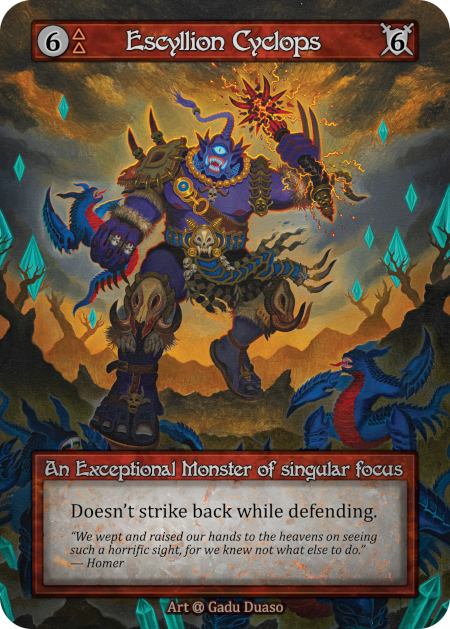 6 Escyllion Cyclops 6
An Exceptional Monster of singular focus
Doesn't strike back while defending.
"We wept and raised our hands to the heavens on seeing
such a horrific sight, for we knew not what else to do."
— Homer
Art @ Gadu Duaso